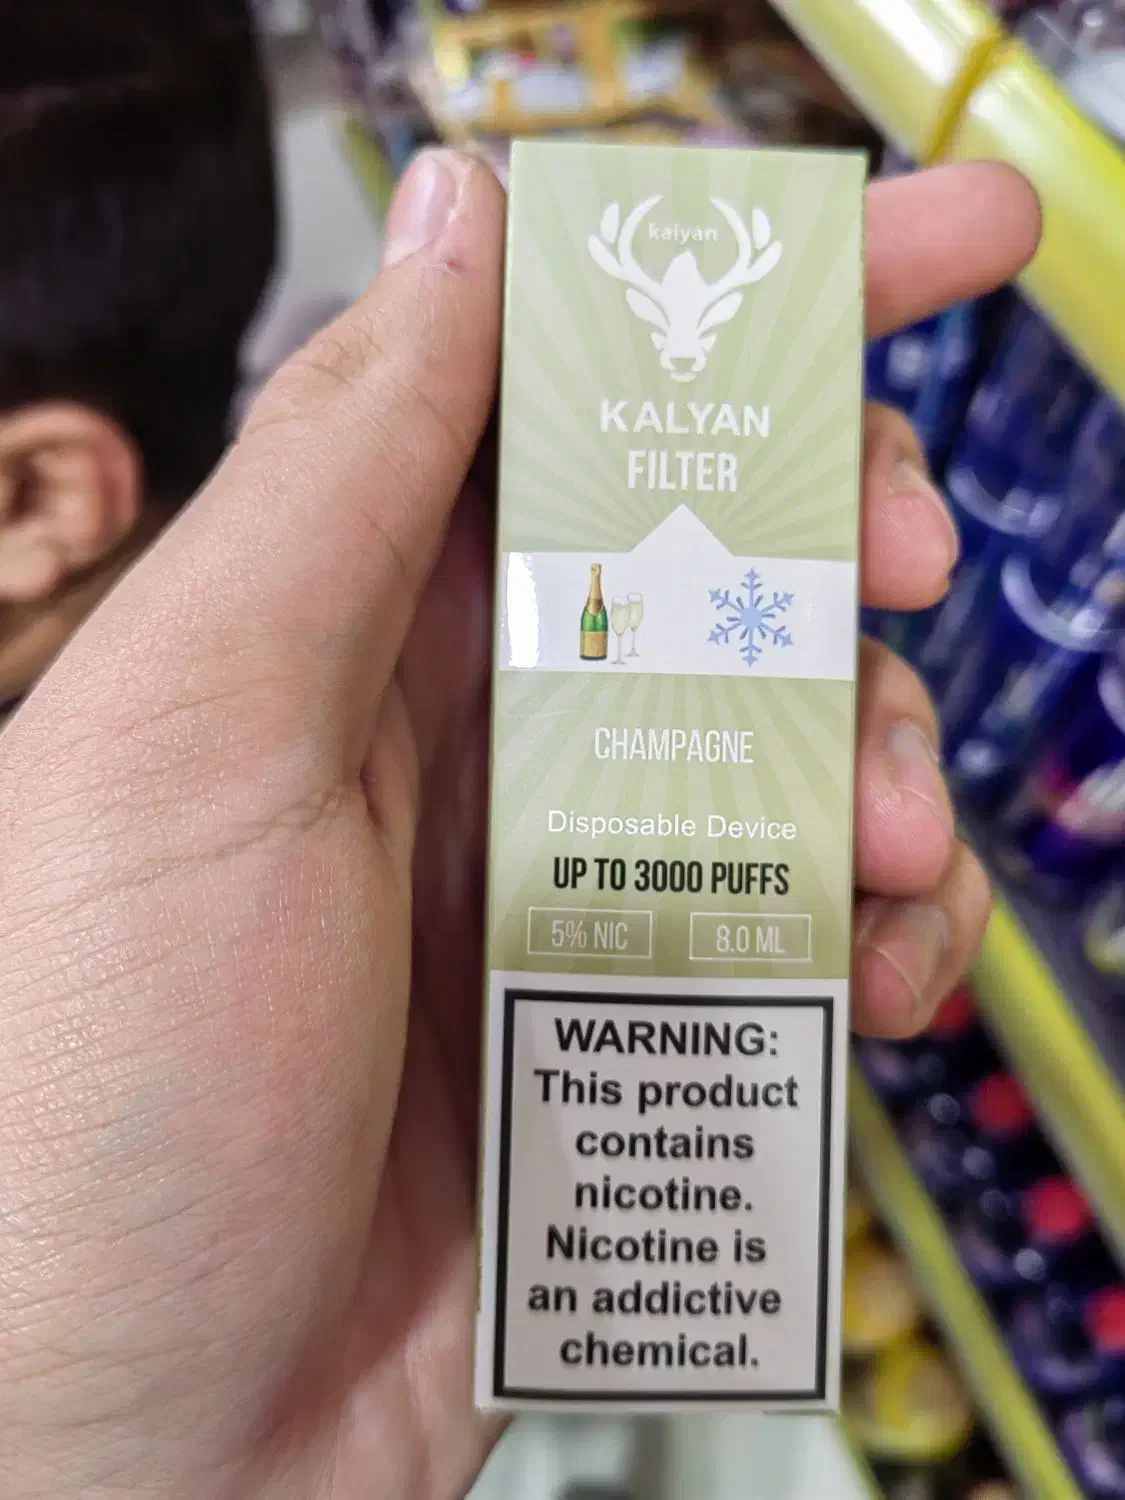 kalyan
KALYAN
FILTER
CHAMPAGNE
Disposable Device
UP TO 3000 PUFFS
5% NIC
8.0 ML
WARNING:
This product
contains
nicotine.
Nicotine is
an addictive
chemical.